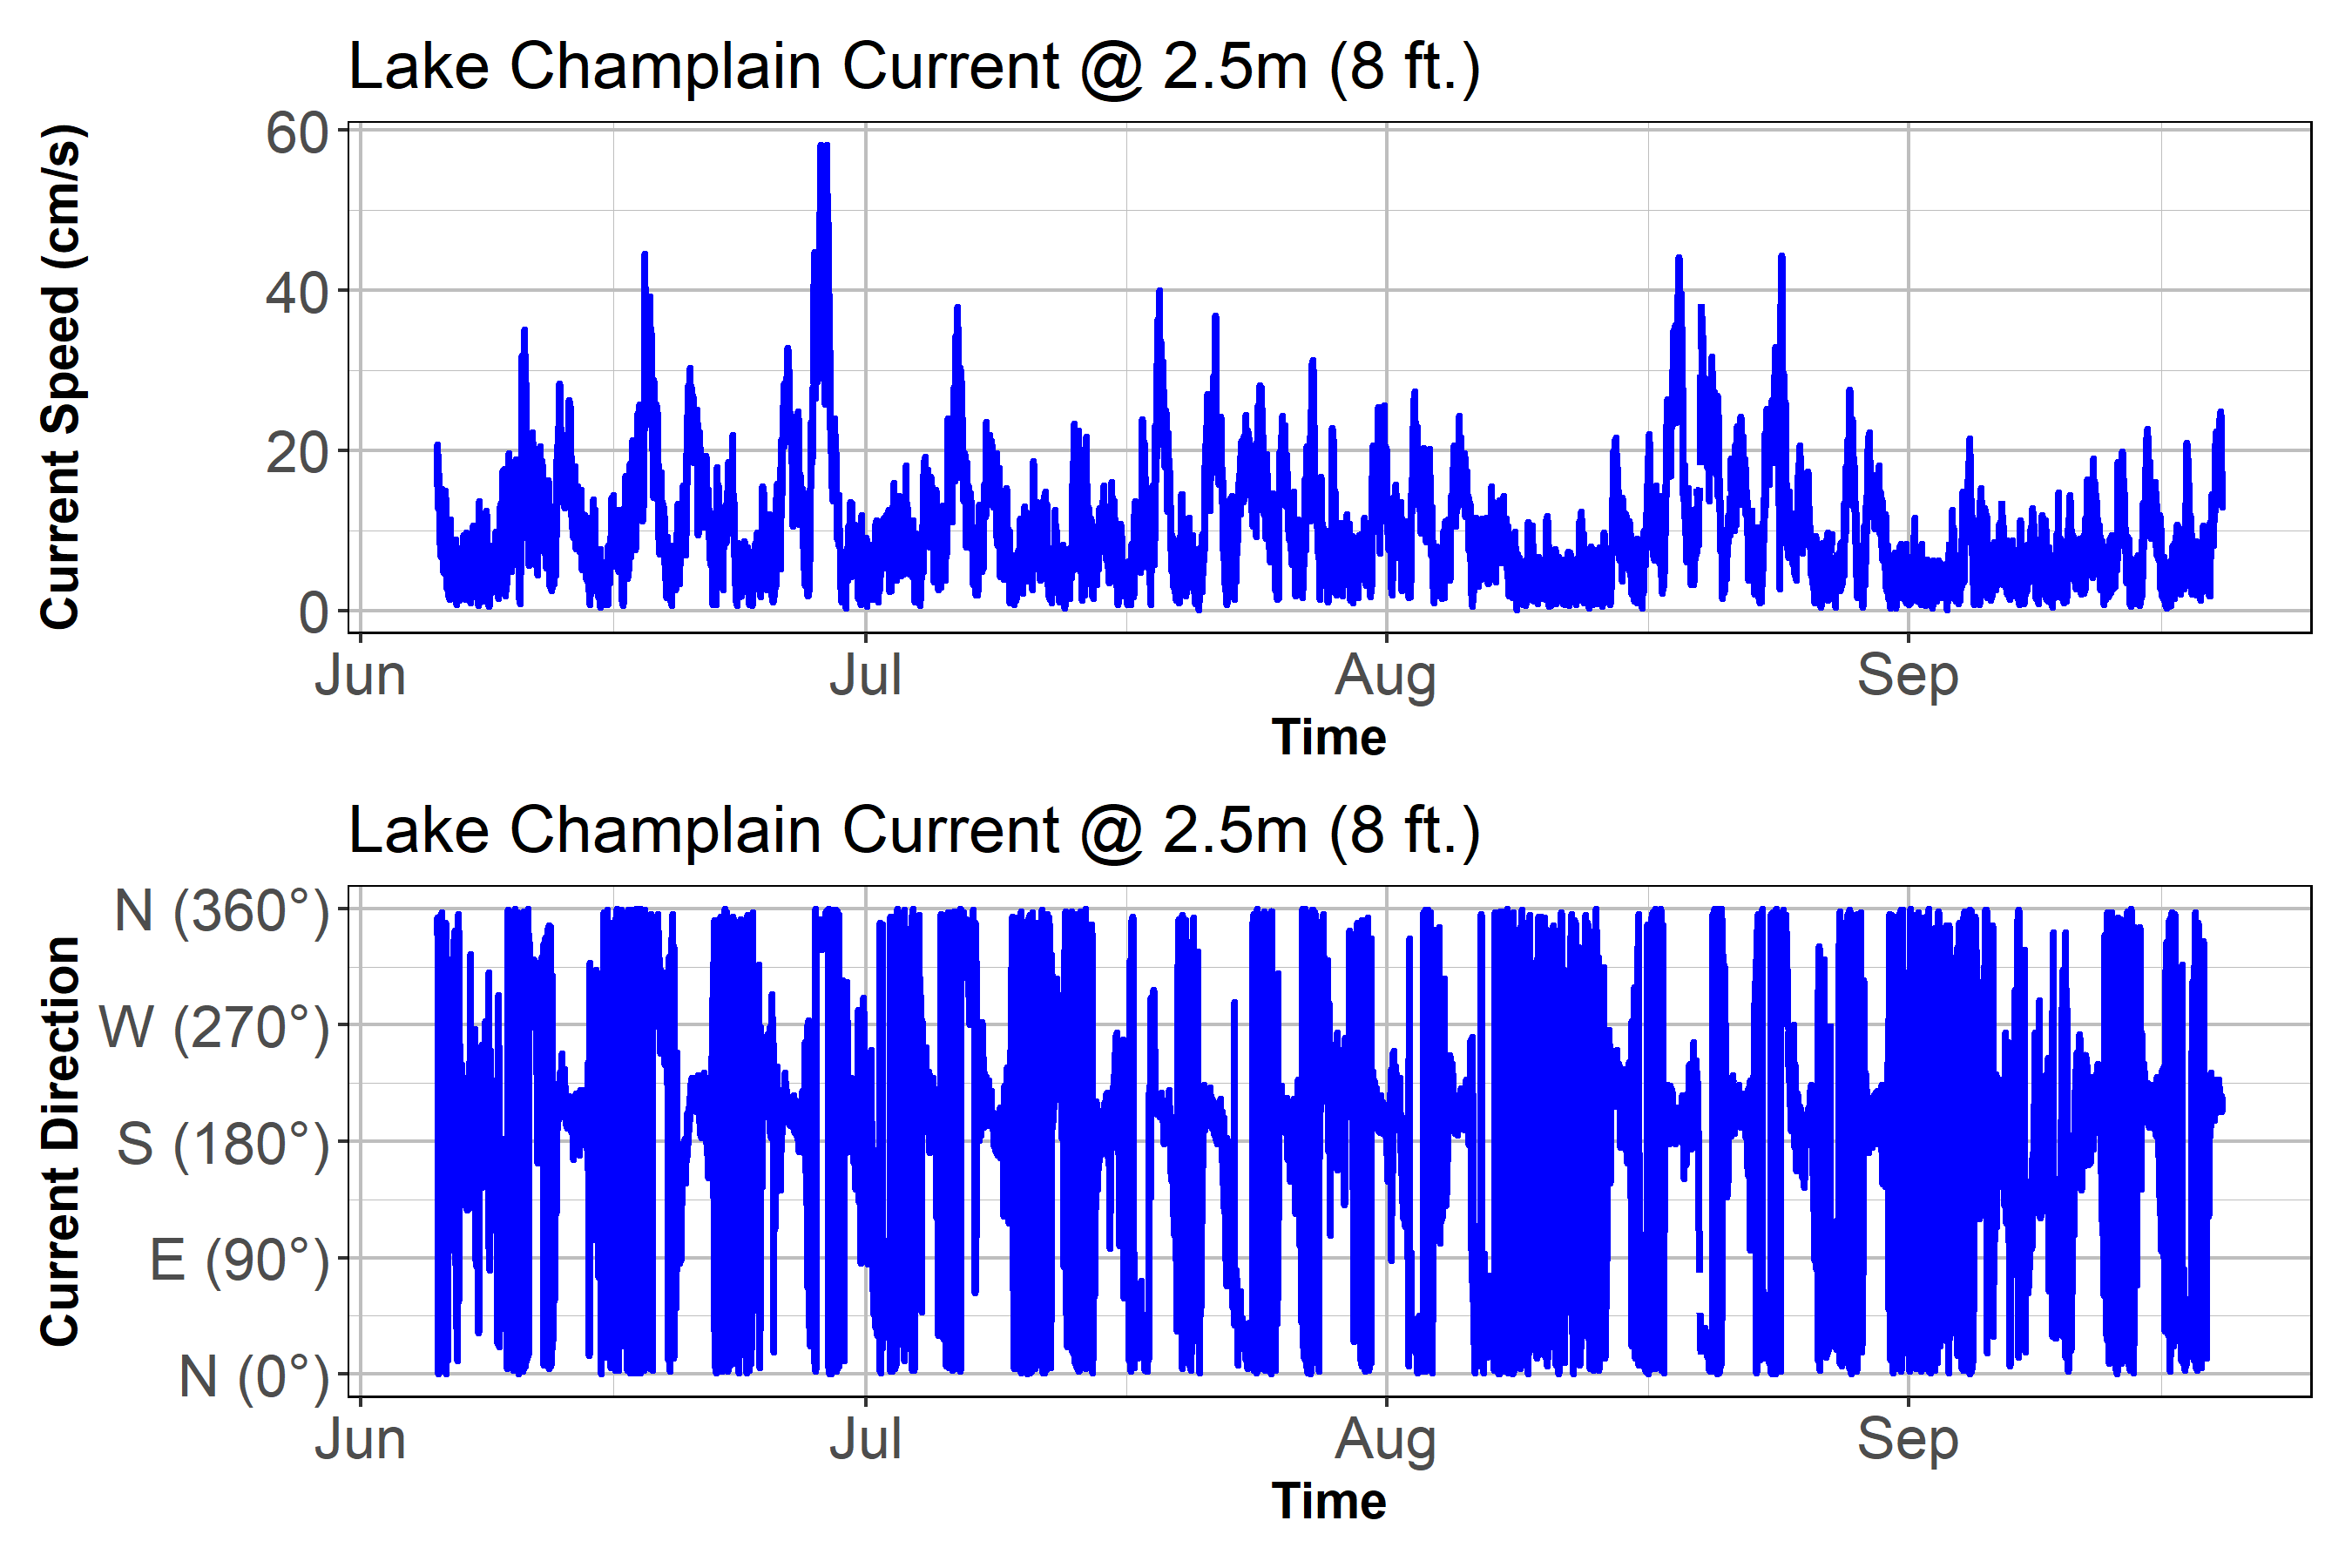 Lake Champlain Current @ 2.5m (8 ft.)
Current Speed (cm/s)
60
40
20
0
Jun Jul Aug Sep
Time
Lake Champlain Current @ 2.5m (8 ft.)
Current Direction
N (360°)
W (270°)
S (180°)
E (90°)
N (0°)
Jun Jul Aug Sep
Time